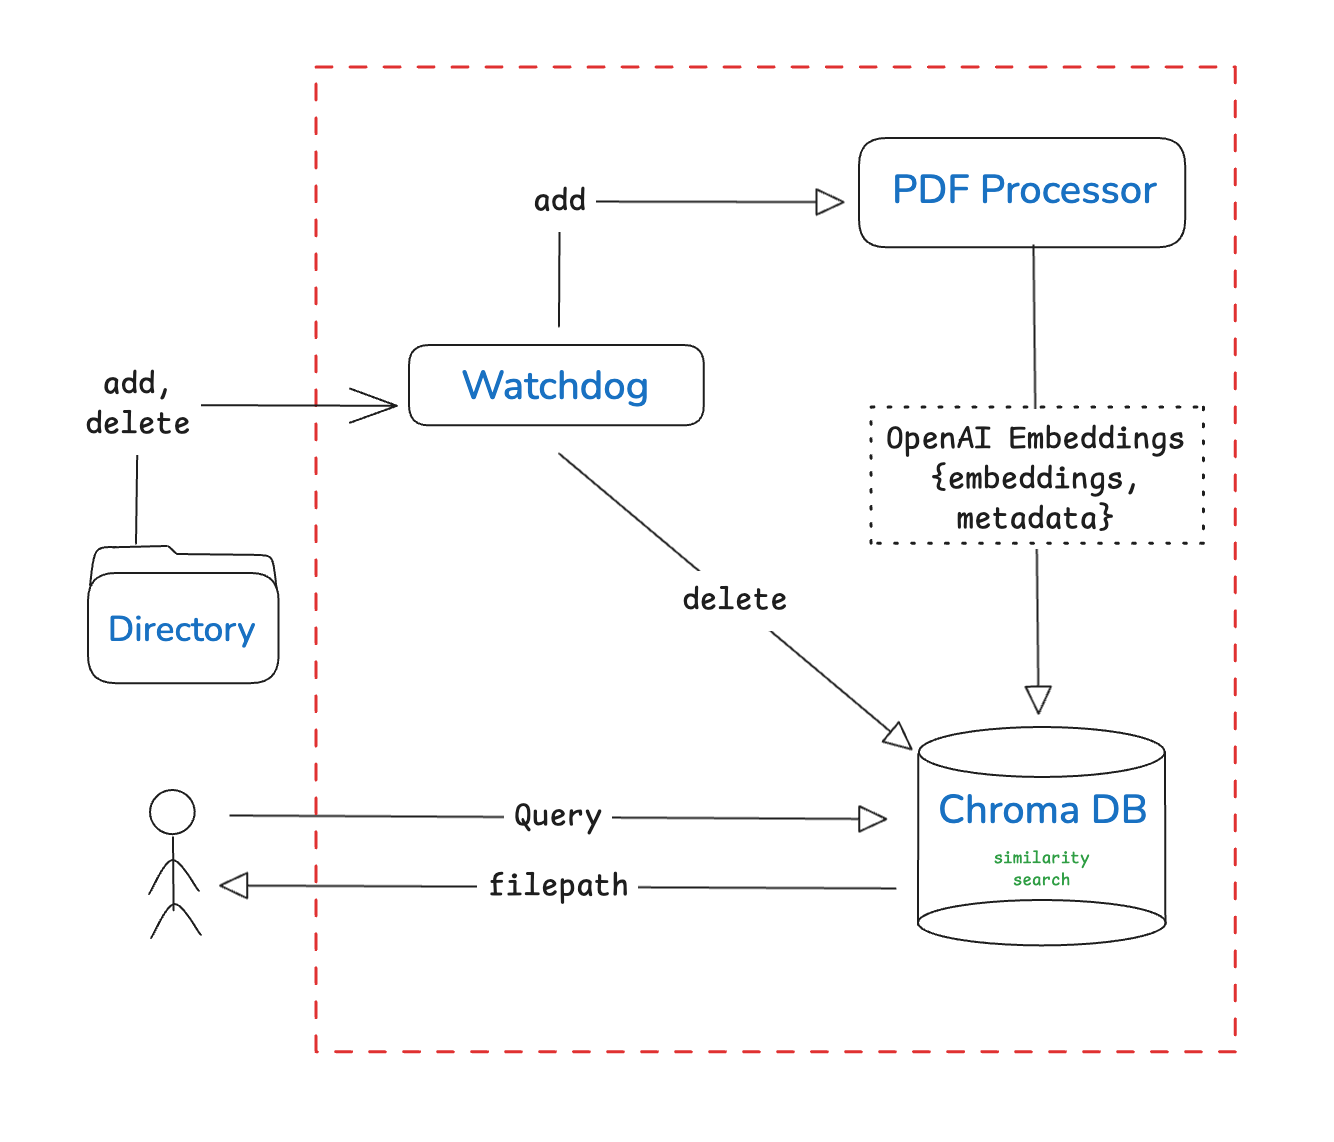 add
PDF Processor
add,
delete
Watchdog
OpenAI Embeddings
{embeddings,
metadata}
delete
Directory
Query
Chroma DB
similarity
search
filepath